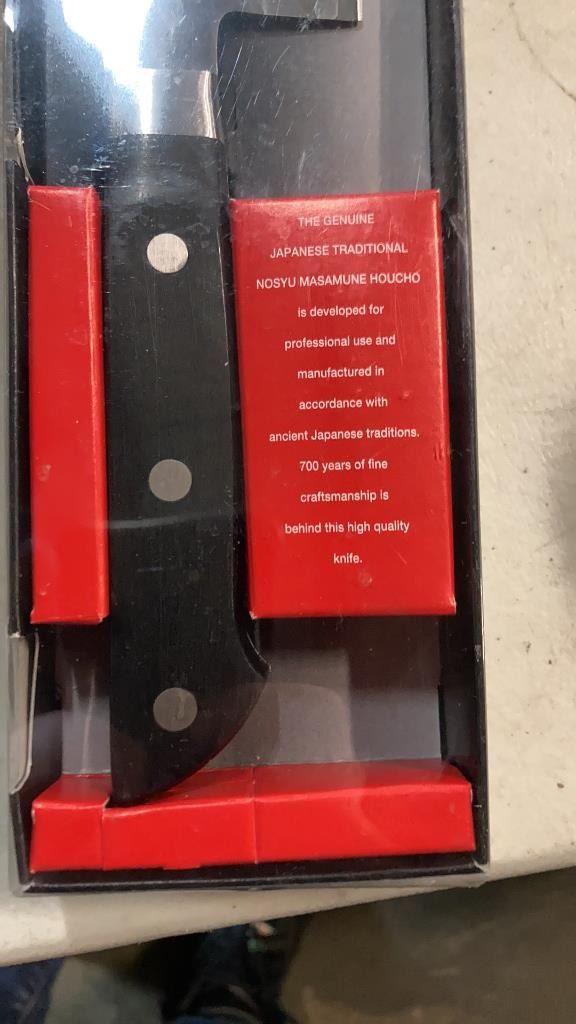 THE GENUINE
JAPANESE TRADITIONAL
NOSYU MASAMUNE HOUCHO
is developed for
professional use and
manufactured in
accordance with
ancient Japanese traditions.
700 years of fine
craftsmanship is
behind this high quality
knife.